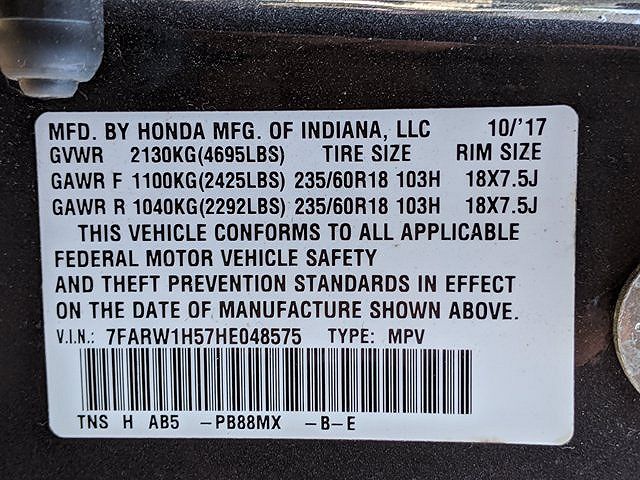 MFD. BY HONDA MFG. OF INDIANA, LLC 10/'17
GVWR 2130KG(4695LBS) TIRE SIZE RIM SIZE
GAWR F 1100KG(2425LBS) 235/60R18 103H 18X7.5J
GAWR R 1040KG(2292LBS) 235/60R18 103H 18X7.5J
THIS VEHICLE CONFORMS TO ALL APPLICABLE
FEDERAL MOTOR VEHICLE SAFETY
AND THEFT PREVENTION STANDARDS IN EFFECT
ON THE DATE OF MANUFACTURE SHOWN ABOVE.
V.I.N.: 7FARW1H57HE048575 TYPE: MPV
TNS H AB5 -PB88MX -B-E